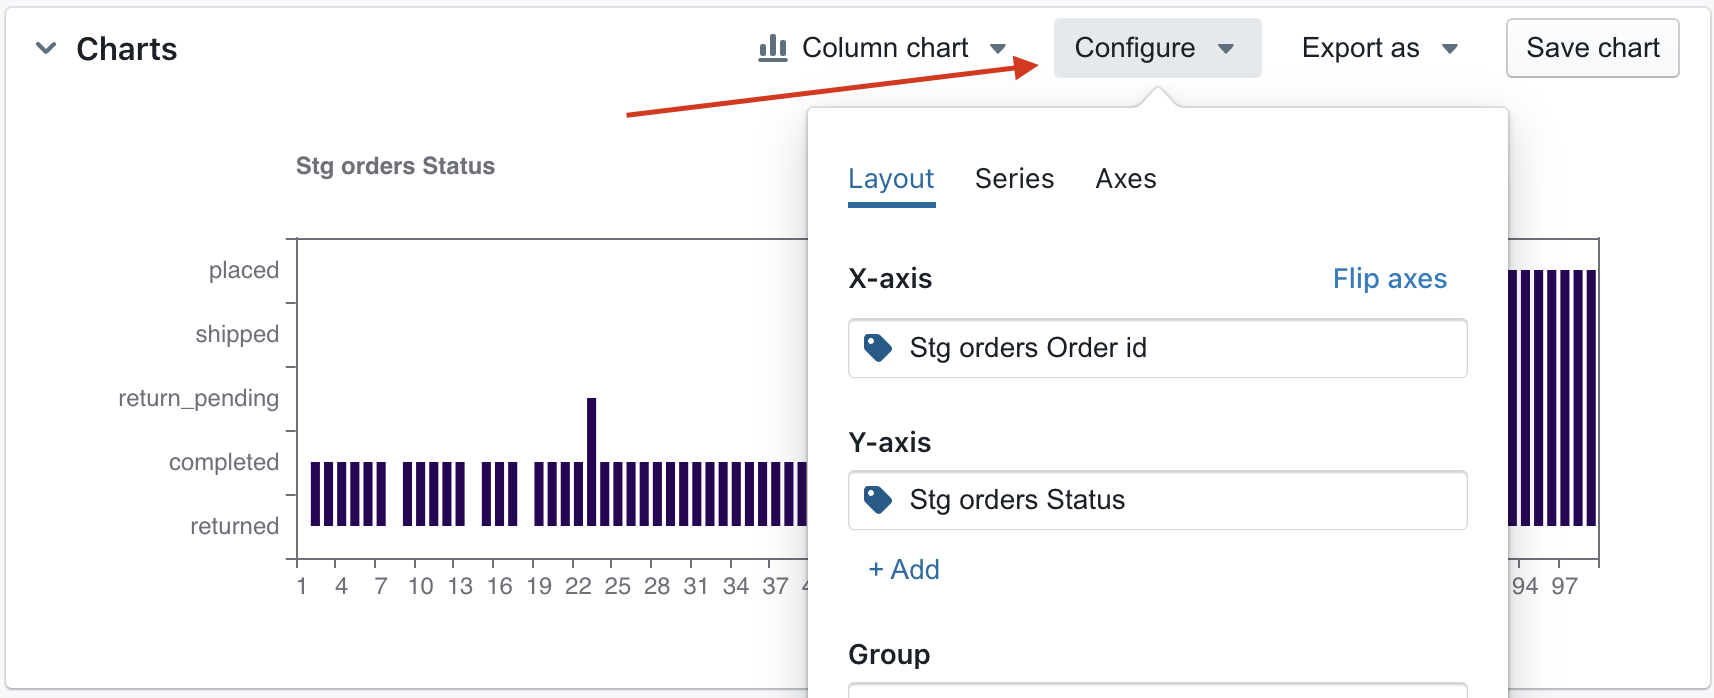 Charts
Column chart
Configure
Export as
Save chart
Stg orders Status
Layout Series Axes
X-axis Flip axes
Stg orders Order id
Y-axis
Stg orders Status
+ Add
Group
placed
shipped
return_pending
completed
returned
1 4 7 10 13 16 19 22 25 28 31 34 37 94 97